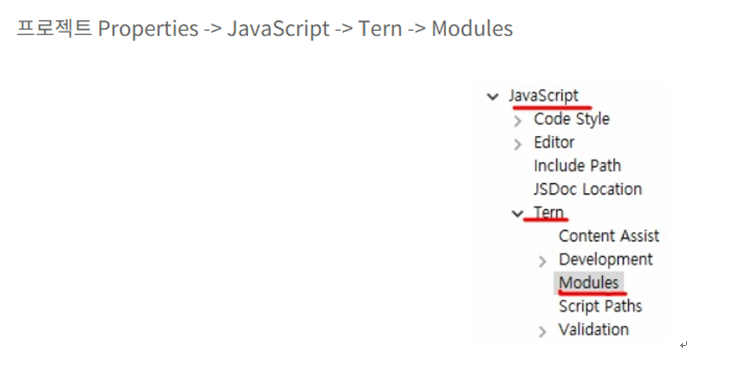 프로젝트 Properties -> JavaScript -> Tern -> Modules
JavaScript
Code Style
Editor
Include Path
JSDoc Location
Tern
Content Assist
Development
Modules
Script Paths
Validation